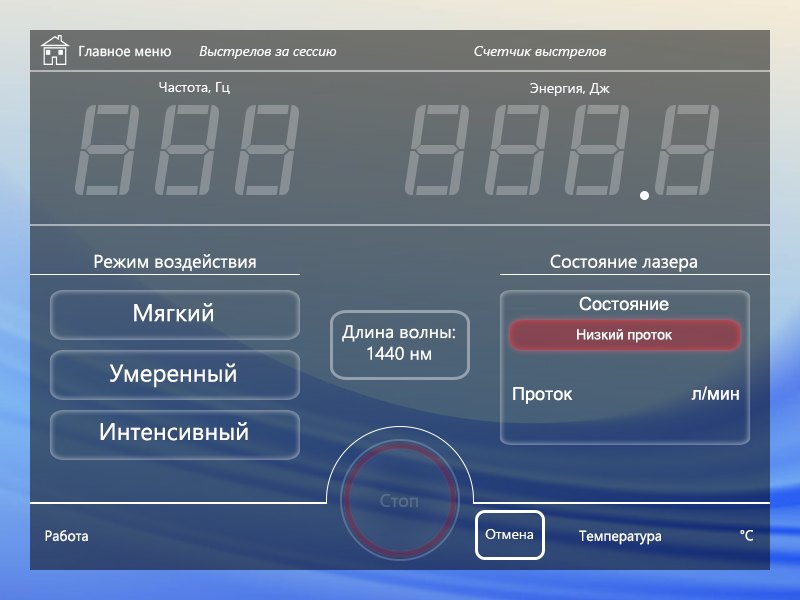 Главное меню
Выстрелов за сессию
Счетчик выстрелов
Частота, Гц
Энергия, Дж
Режим воздействия
Состояние лазера
Мягкий
Умеренный
Интенсивный
Длина волны:
1440 нм
Состояние
Низкий проток
Проток л/мин
Стоп
Работа
Отмена
Температура °C